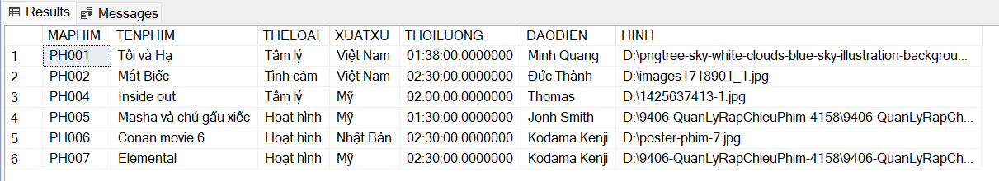 Results Messages
MAPHIM TENPHIM THELOAI XUATXU THOILUONG DAODIEN HINH
1 PH001 Tôi và Hạ Tâm lý Việt Nam 01:38:00.0000000 Minh Quang D:\pngtree-sky-white-clouds-blue-sky-illustration-backgrou...
2 PH002 Mắt Biếc Tình cảm Việt Nam 02:30:00.0000000 Đức Thành D:\images1718901_1.jpg
3 PH004 Inside out Tâm lý Mỹ 02:00:00.0000000 Thomas D:\1425637413-1.jpg
4 PH005 Masha và chú gấu xiếc Hoạt hình Mỹ 01:30:00.0000000 Jonh Smith D:\9406-QuanLyRapChieuPhim-4158\9406-QuanLyRapCh...
5 PH006 Conan movie 6 Hoạt hình Nhật Bản 02:30:00.0000000 Kodama Kenji D:\poster-phim-7.jpg
6 PH007 Elemental Hoạt hình Mỹ 02:30:00.0000000 Kodama Kenji D:\9406-QuanLyRapChieuPhim-4158\9406-QuanLyRapCh...